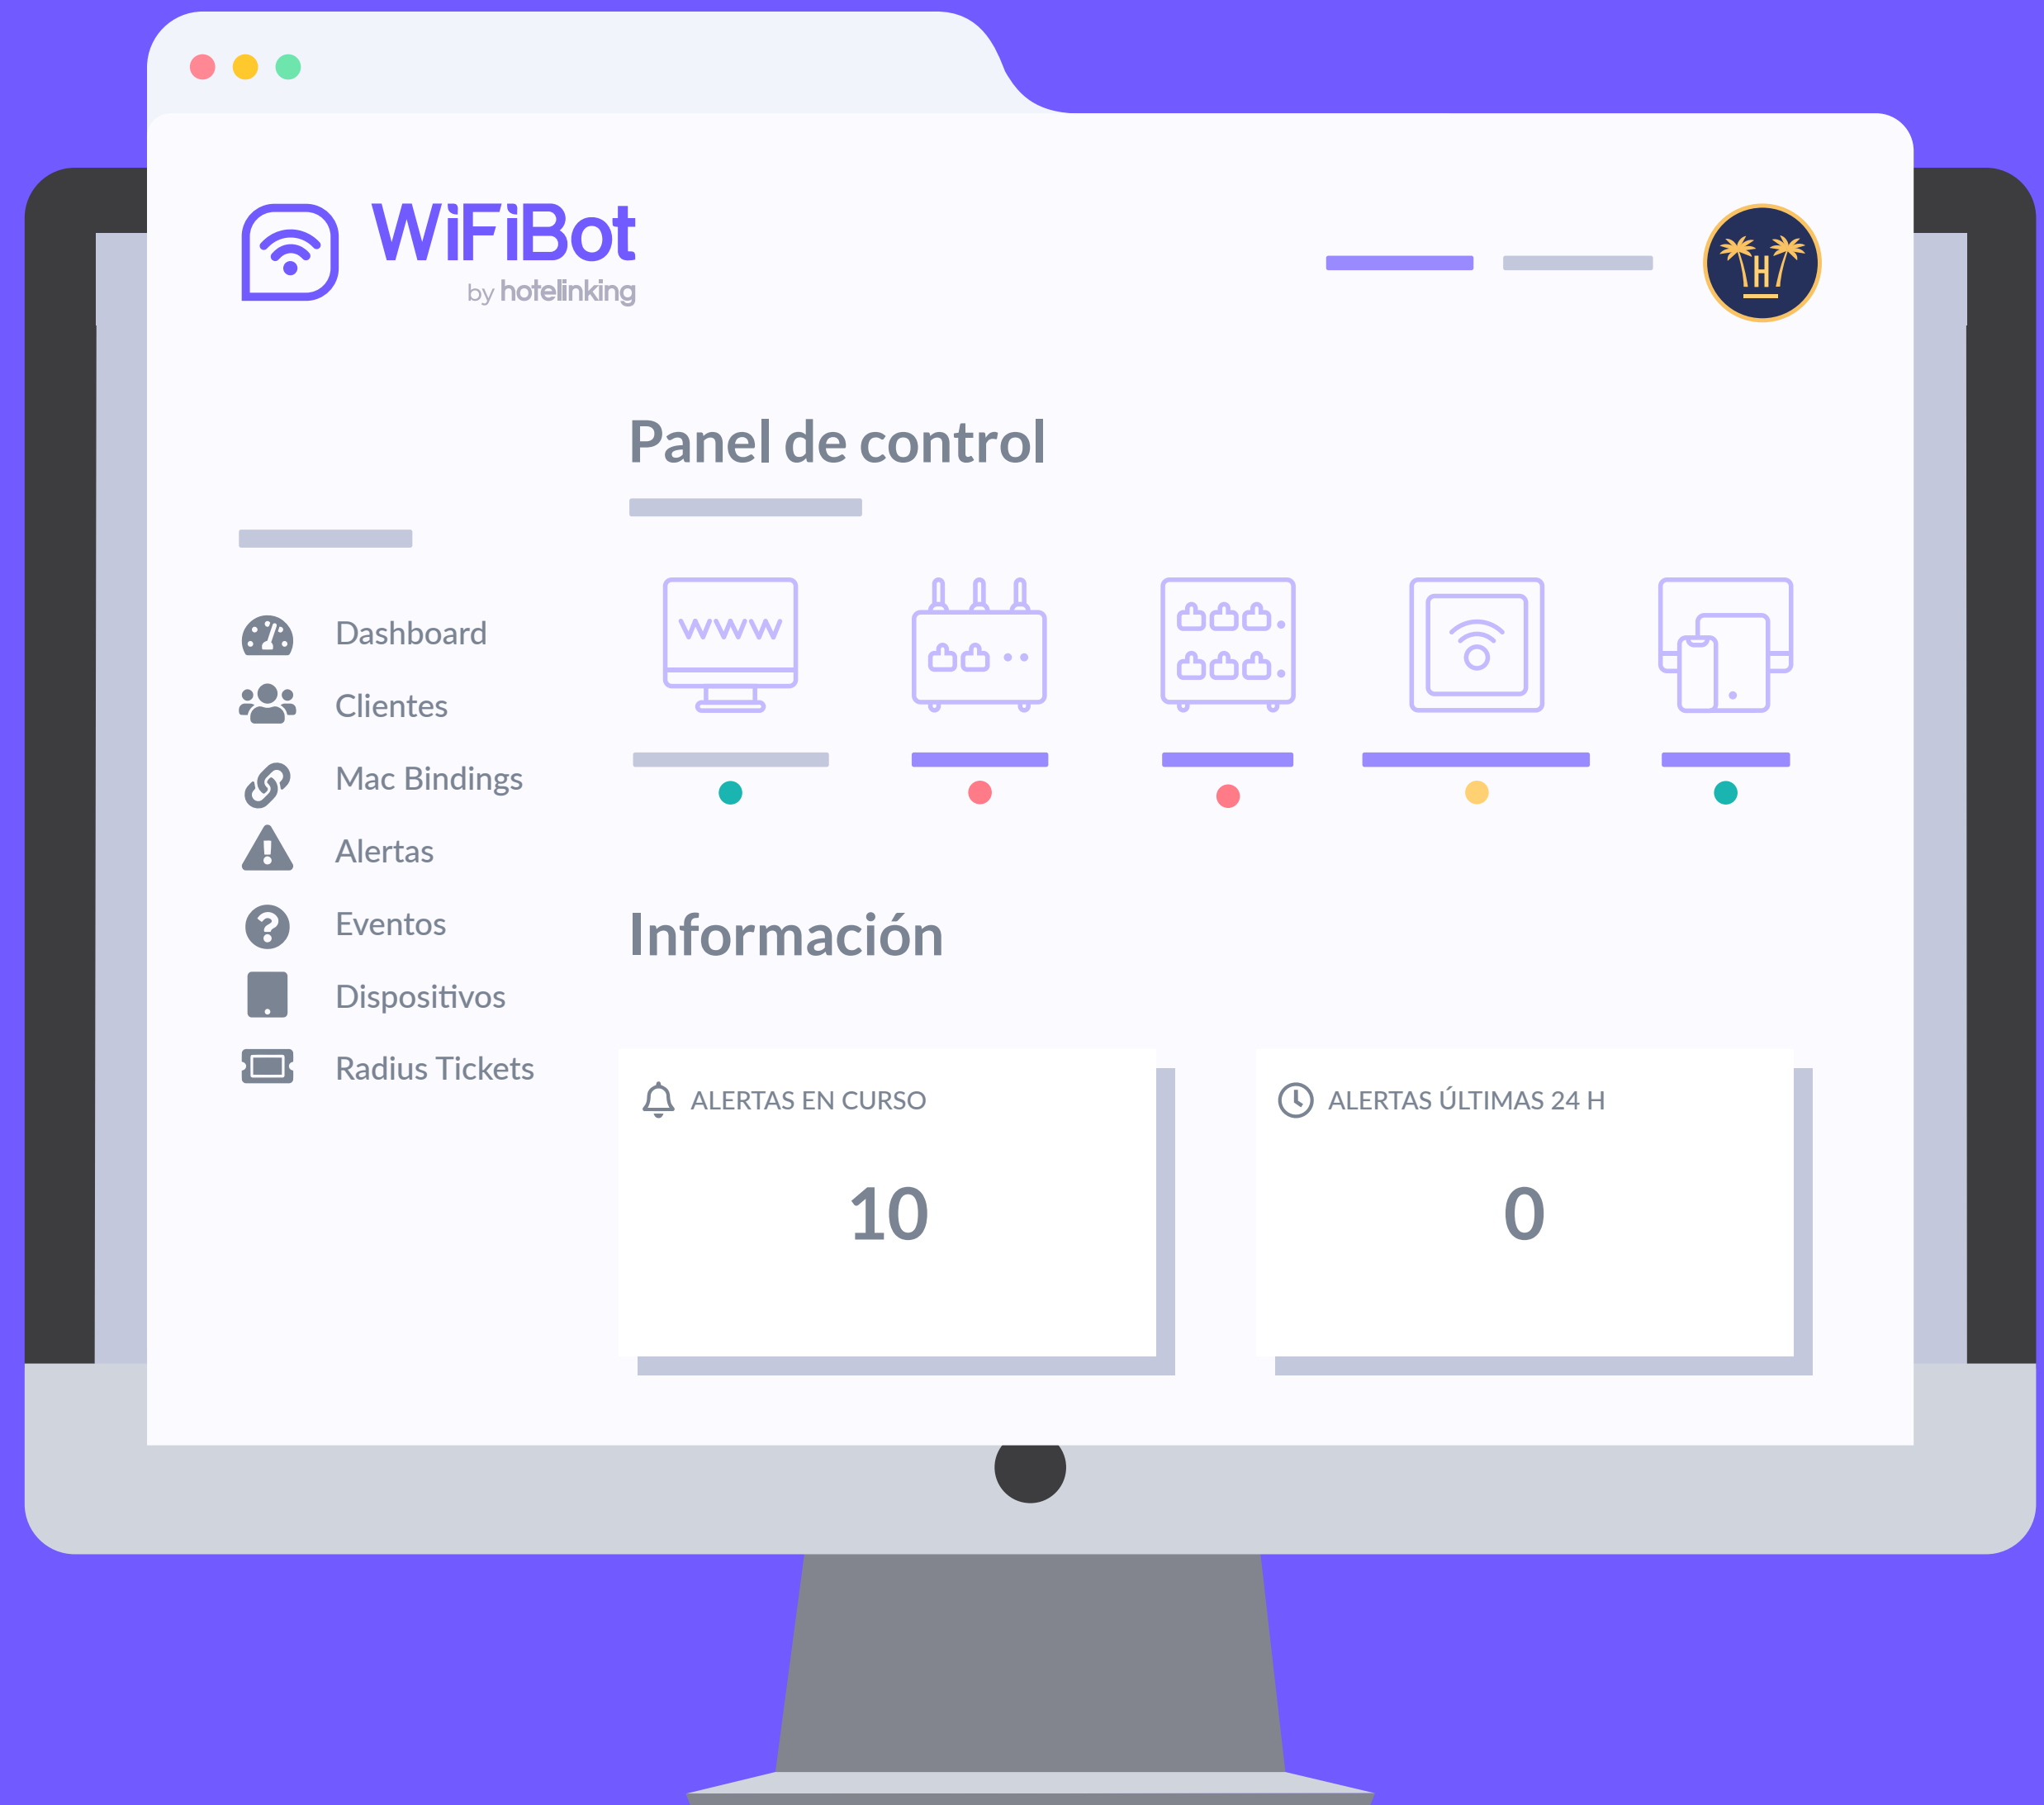 WiFiBot
by hotelinking
H
Panel de control
www
Dashboard
Clientes
Mac Bindings
Alertas
Eventos
Dispositivos
Radius Tickets
Información
ALERTAS EN CURSO
10
ALERTAS ÚLTIMAS 24 H
0